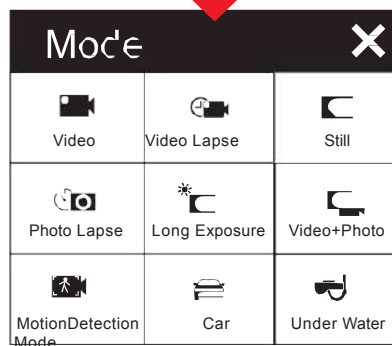 Mode
Video Video Lapse Still
Photo Lapse Long Exposure Video+Photo
MotionDetection Car Under Water
Mode